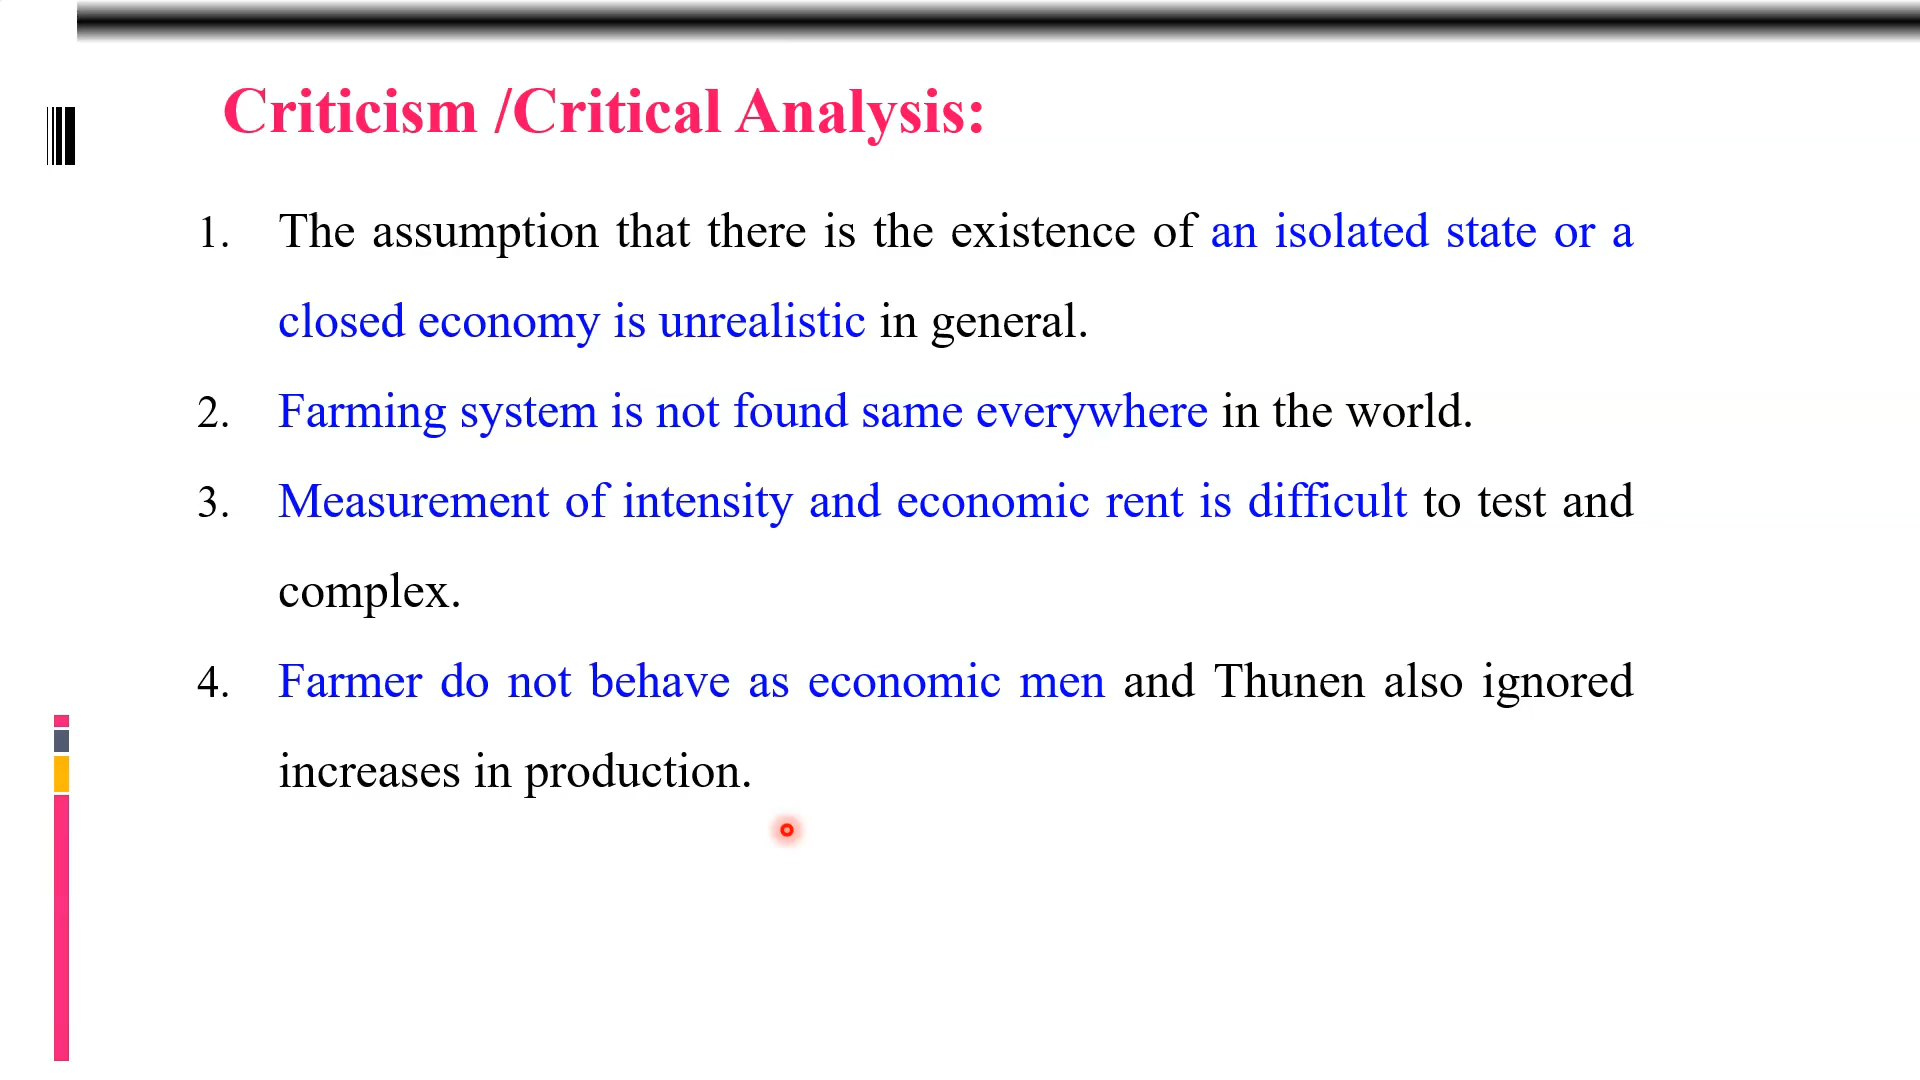 Criticism /Critical Analysis:
1. The assumption that there is the existence of an isolated state or a
closed economy is unrealistic in general.
2. Farming system is not found same everywhere in the world.
3. Measurement of intensity and economic rent is difficult to test and
complex.
4. Farmer do not behave as economic men and Thunen also ignored
increases in production.